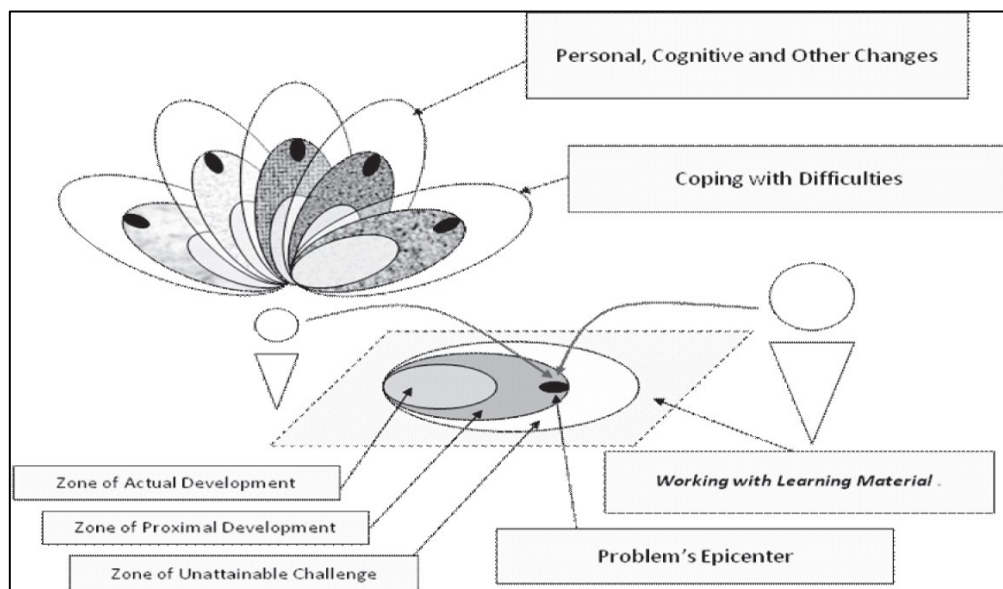 Personal, Cognitive and Other Changes
Coping with Difficulties
Zone of Actual Development
Working with Learning Material .
Zone of Proximal Development
Problem's Epicenter
Zone of Unattainable Challenge